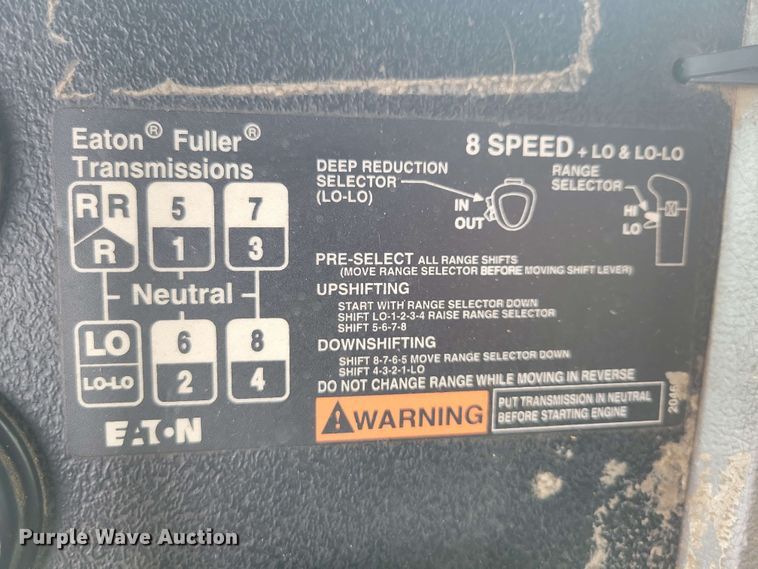 Eaton® Fuller®
Transmissions
8 SPEED + LO & LO-LO
DEEP REDUCTION
SELECTOR
(LO-LO)
IN
OUT
RANGE
SELECTOR
HI
LO
R R 5 7
R 1 3
Neutral
LO 6 8
LO-LO 2 4
EATON
PRE-SELECT ALL RANGE SHIFTS
(MOVE RANGE SELECTOR BEFORE MOVING SHIFT LEVER)
UPSHIFTING
START WITH RANGE SELECTOR DOWN
SHIFT LO-1-2-3-4 RAISE RANGE SELECTOR
SHIFT 5-6-7-8
DOWNSHIFTING
SHIFT 8-7-6-5 MOVE RANGE SELECTOR DOWN
SHIFT 4-3-2-1-LO
DO NOT CHANGE RANGE WHILE MOVING IN REVERSE
WARNING
PUT TRANSMISSION IN NEUTRAL
BEFORE STARTING ENGINE
Purple Wave Auction